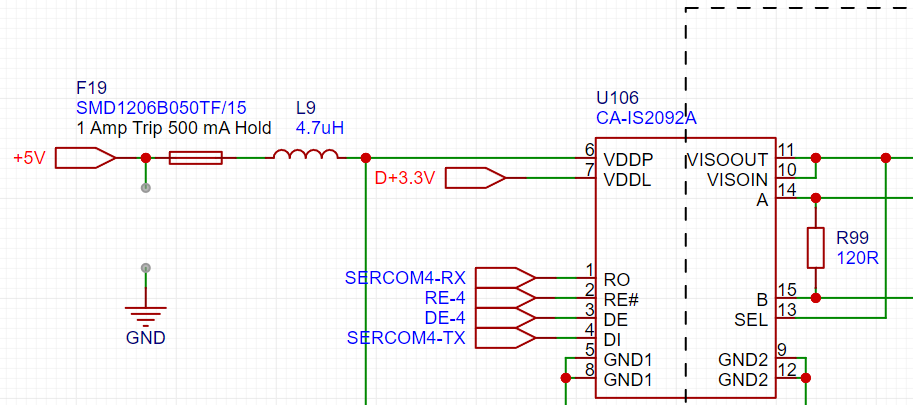 F19
SMD1206B050TF/15
1 Amp Trip 500 mA Hold
L9
4.7uH
+5V
GND
U106
CA-IS2092A
D+3.3V
6 VDDP
7 VDDL
SERCOM4-RX 1 RO
RE-4 2 RE#
DE-4 3 DE
SERCOM4-TX 4 DI
5 GND1
8 GND1
VISOOUT 11
VISOIN 10
A 14
B 15
SEL 13
GND2 9
GND2 12
R99
120R